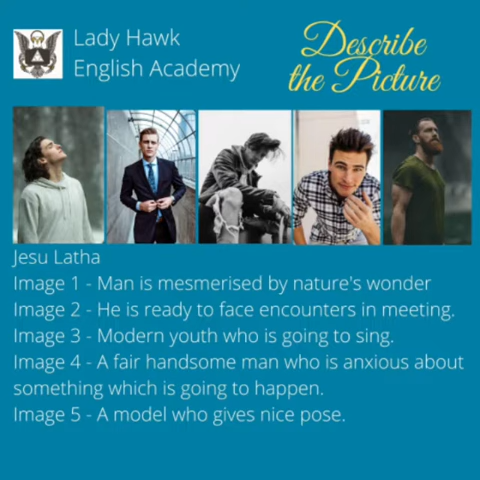 Lady Hawk
English Academy
Describe
the Picture
Jesu Latha
Image 1 - Man is mesmerised by nature's wonder
Image 2 - He is ready to face encounters in meeting.
Image 3 - Modern youth who is going to sing.
Image 4 - A fair handsome man who is anxious about
something which is going to happen.
Image 5 - A model who gives nice pose.